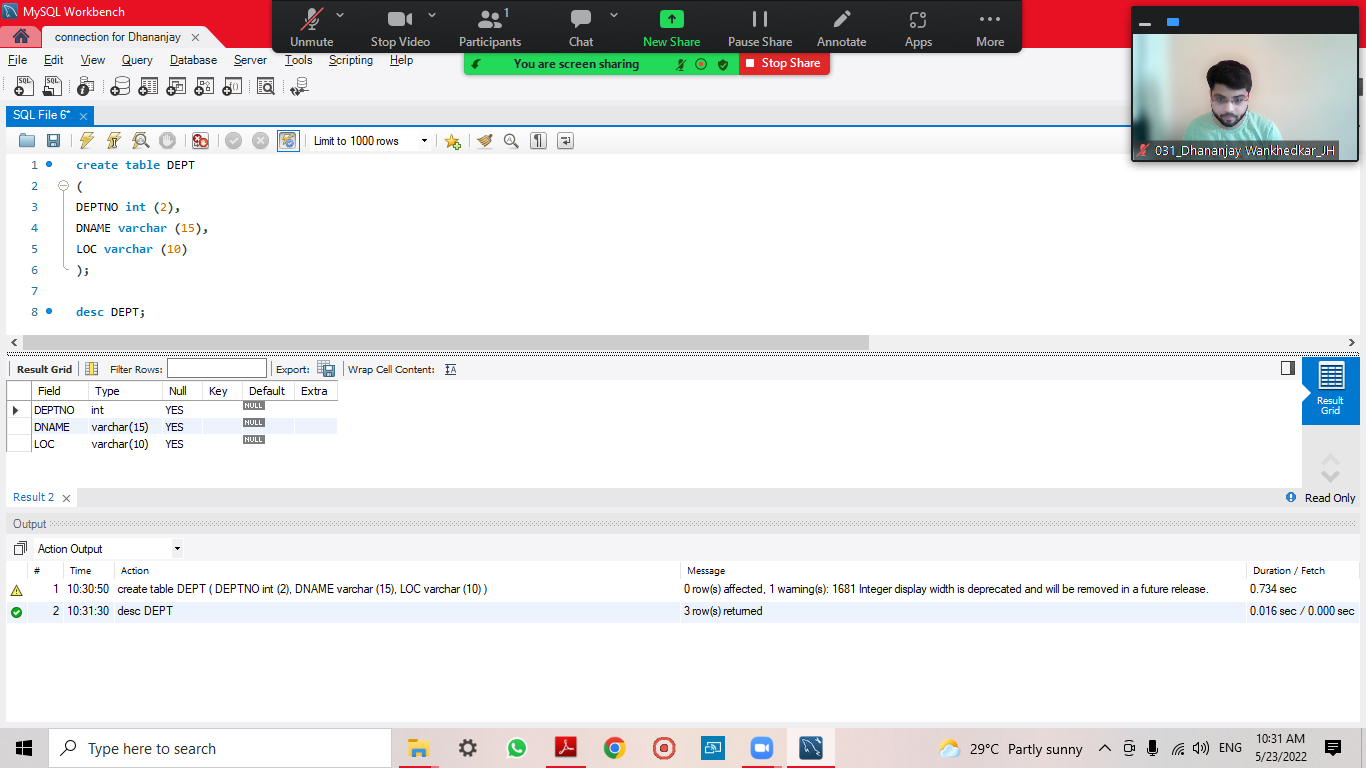 MySQL Workbench
connection for Dhananjay
Unmute
Stop Video
Participants 1
Chat
New Share
Pause Share
Annotate
Apps
More
You are screen sharing
Stop Share
File Edit View Query Database Server Tools Scripting Help
031_Dhananjay Wankhedkar_JH
SQL File 6*
Limit to 1000 rows
1 create table DEPT
2 (
3 DEPTNO int (2),
4 DNAME varchar (15),
5 LOC varchar (10)
6 );
7
8 desc DEPT;
Result Grid Filter Rows: Export: Wrap Cell Content:
Field Type Null Key Default Extra
DEPTNO int YES NULL
DNAME varchar(15) YES NULL
LOC varchar(10) YES NULL
Result
Grid
Result 2
Read Only
Output
Action Output
# Time Action Message Duration / Fetch
1 10:30:50 create table DEPT ( DEPTNO int (2), DNAME varchar (15), LOC varchar (10) ) 0 row(s) affected, 1 warning(s): 1681 Integer display width is deprecated and will be removed in a future release. 0.734 sec
2 10:31:30 desc DEPT 3 row(s) returned 0.016 sec / 0.000 sec
Type here to search
29°C Partly sunny
ENG
10:31 AM
5/23/2022